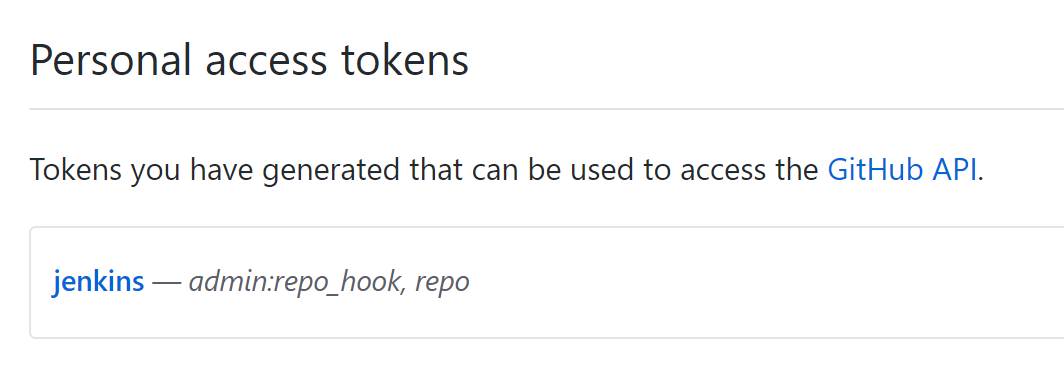 Personal access tokens
Tokens you have generated that can be used to access the GitHub API.
jenkins — admin:repo_hook, repo